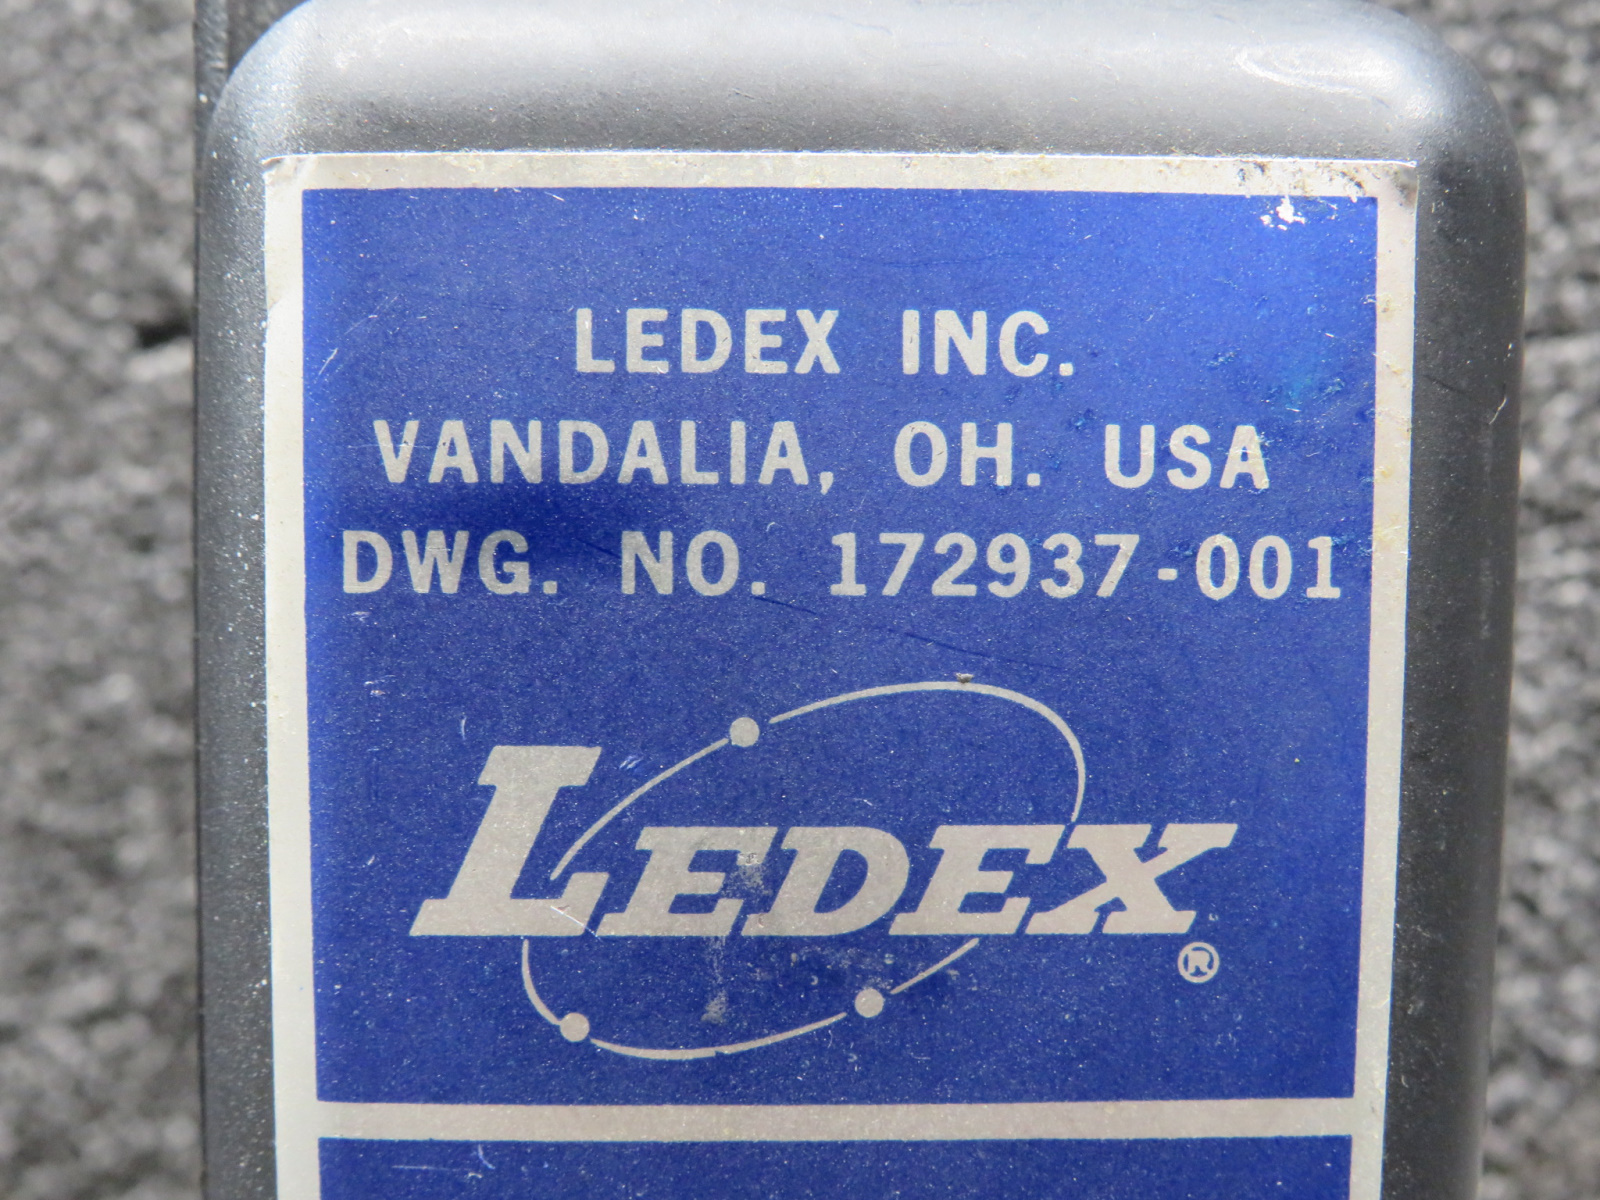 LEDEX INC.
VANDALIA, OH. USA
DWG. NO. 172937-001
LEDEX
®